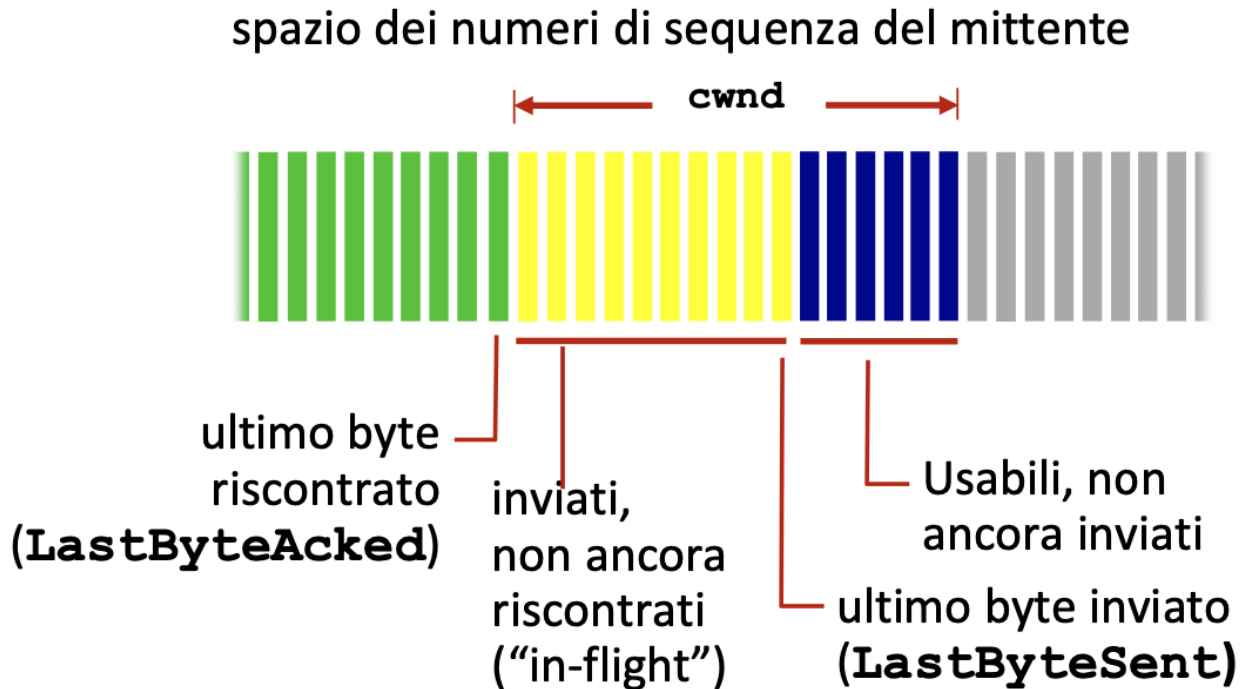 spazio dei numeri di sequenza del mittente
cwnd
ultimo byte
riscontrato
(LastByteAcked)
inviati,
non ancora
riscontrati
(“in-flight”)
Usabili, non
ancora inviati
ultimo byte inviato
(LastByteSent)